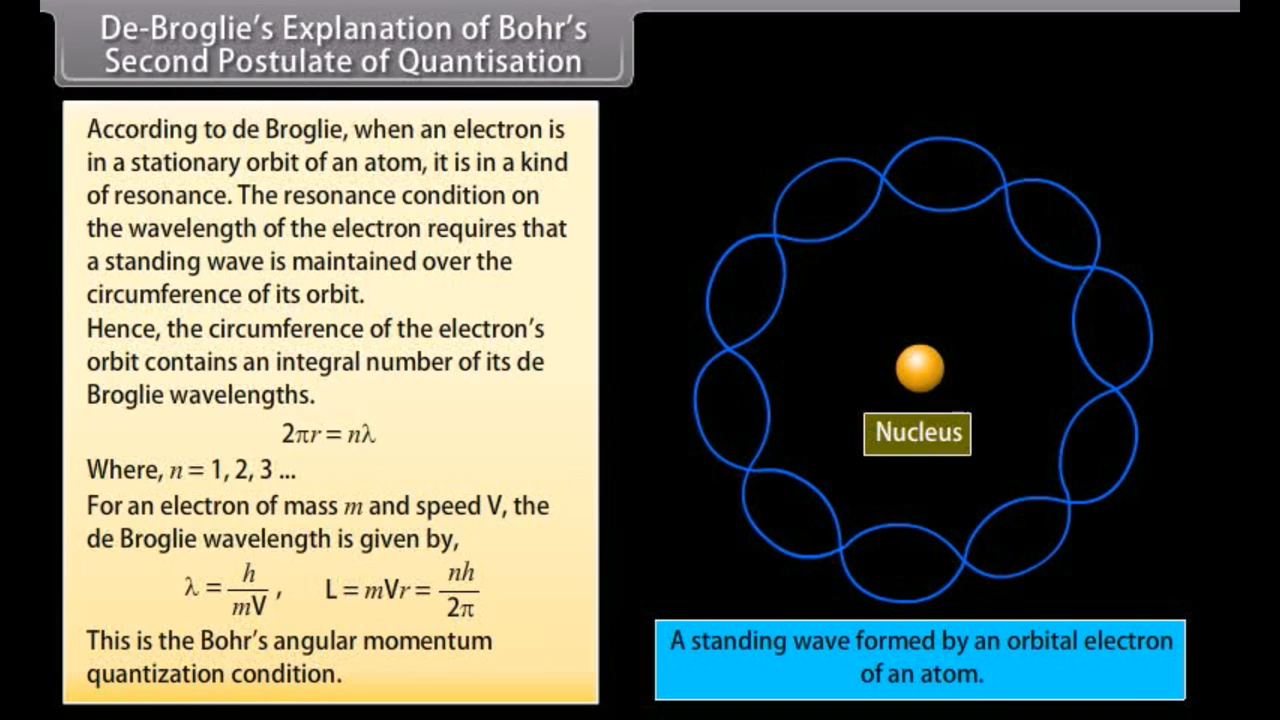 De-Broglie's Explanation of Bohr's
Second Postulate of Quantisation
According to de Broglie, when an electron is
in a stationary orbit of an atom, it is in a kind
of resonance. The resonance condition on
the wavelength of the electron requires that
a standing wave is maintained over the
circumference of its orbit.
Hence, the circumference of the electron's
orbit contains an integral number of its de
Broglie wavelengths.
2πr = nλ
Where, n = 1, 2, 3 ...
For an electron of mass m and speed V, the
de Broglie wavelength is given by,
λ = h/mV, L = mVr = nh/2π
This is the Bohr's angular momentum
quantization condition.
Nucleus
A standing wave formed by an orbital electron
of an atom.